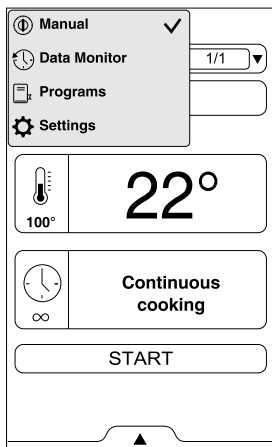 Manual
Data Monitor
1/1
Programs
Settings
100°
22°
∞
Continuous
cooking
START